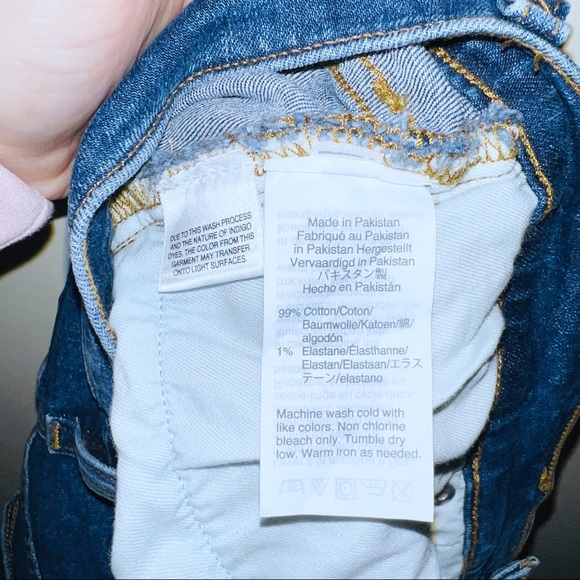 DUE TO THIS WASH PROCESS
AND THE NATURE OF INDIGO
DYES, THE COLOR FROM THIS
GARMENT MAY TRANSFER
ONTO LIGHT SURFACES.
Made in Pakistan
Fabriqué au Pakistan
in Pakistan Hergestellt
Vervaardigd in Pakistan
パキスタン製
Hecho en Pakistán
99% Cotton/Coton/
Baumwolle/Katoen/綿/
algodón
1% Elastane/Élasthanne/
Elastan/Elastaan/エラス
テーン/elastano
Machine wash cold with
like colors. Non chlorine
bleach only. Tumble dry
low. Warm iron as needed.